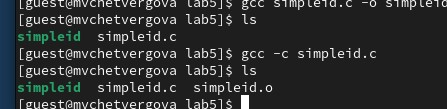 [guest@mvchetvergova lab5]$ gcc simpleid.c -o simpleid
[guest@mvchetvergova lab5]$ ls
simpleid  simpleid.c
[guest@mvchetvergova lab5]$ gcc -c simpleid.c
[guest@mvchetvergova lab5]$ ls
simpleid  simpleid.c  simpleid.o
[guest@mvchetvergova lab5]$